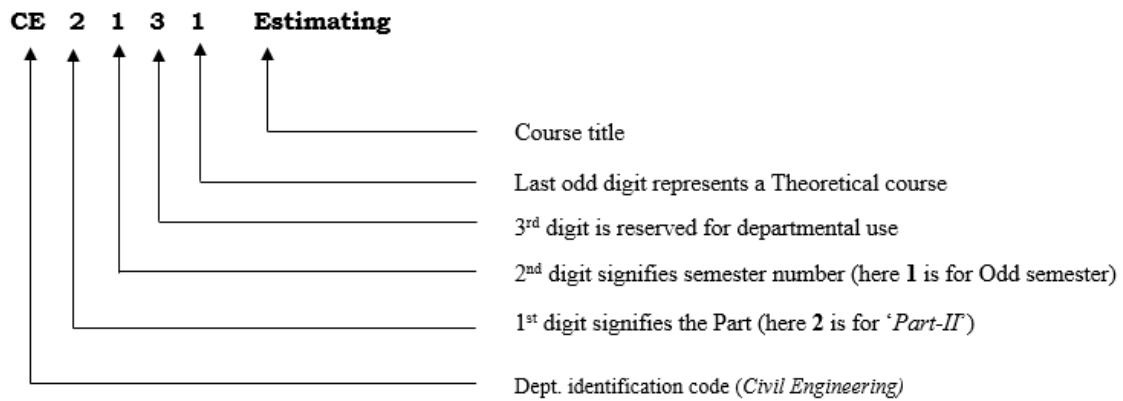 CE 2 1 3 1 Estimating
Course title
Last odd digit represents a Theoretical course
3rd digit is reserved for departmental use
2nd digit signifies semester number (here 1 is for Odd semester)
1st digit signifies the Part (here 2 is for ‘Part-II’)
Dept. identification code (Civil Engineering)